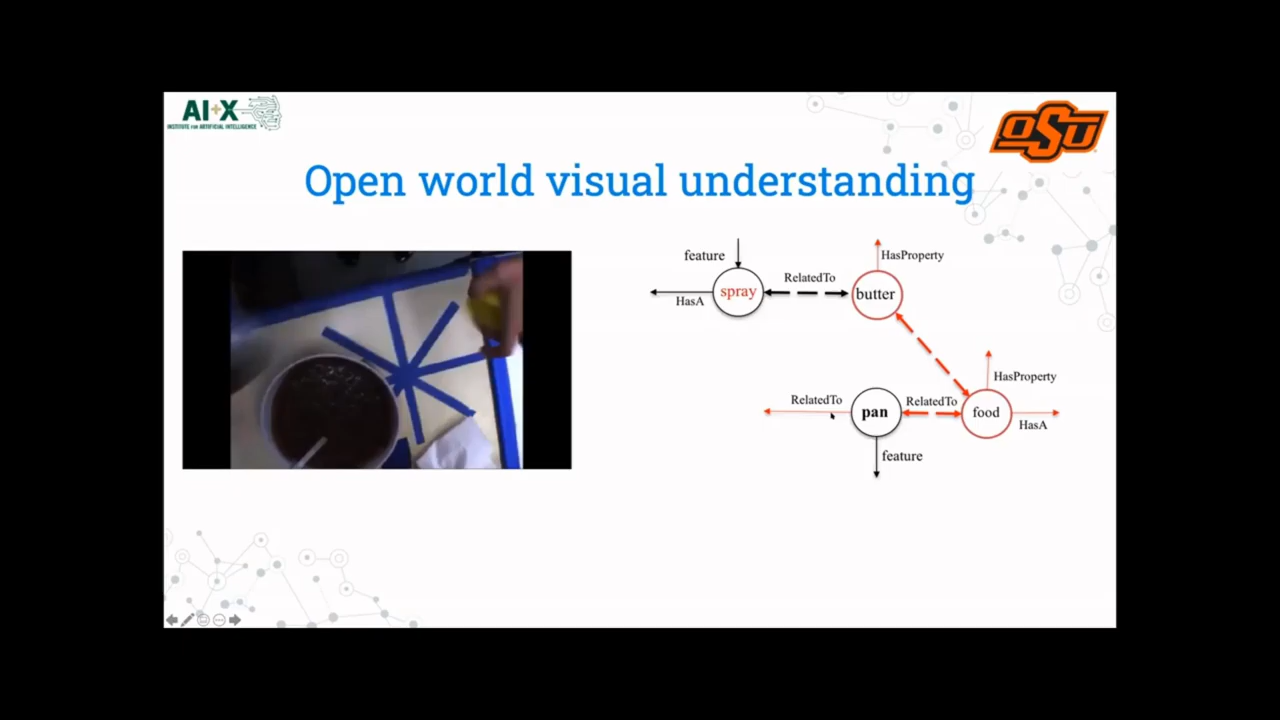 AI+X
INSTITUTE FOR ARTIFICIAL INTELLIGENCE
OSU
Open world visual understanding
feature
HasProperty
RelatedTo
spray
butter
HasA
HasProperty
RelatedTo
RelatedTo
pan
food
HasA
feature